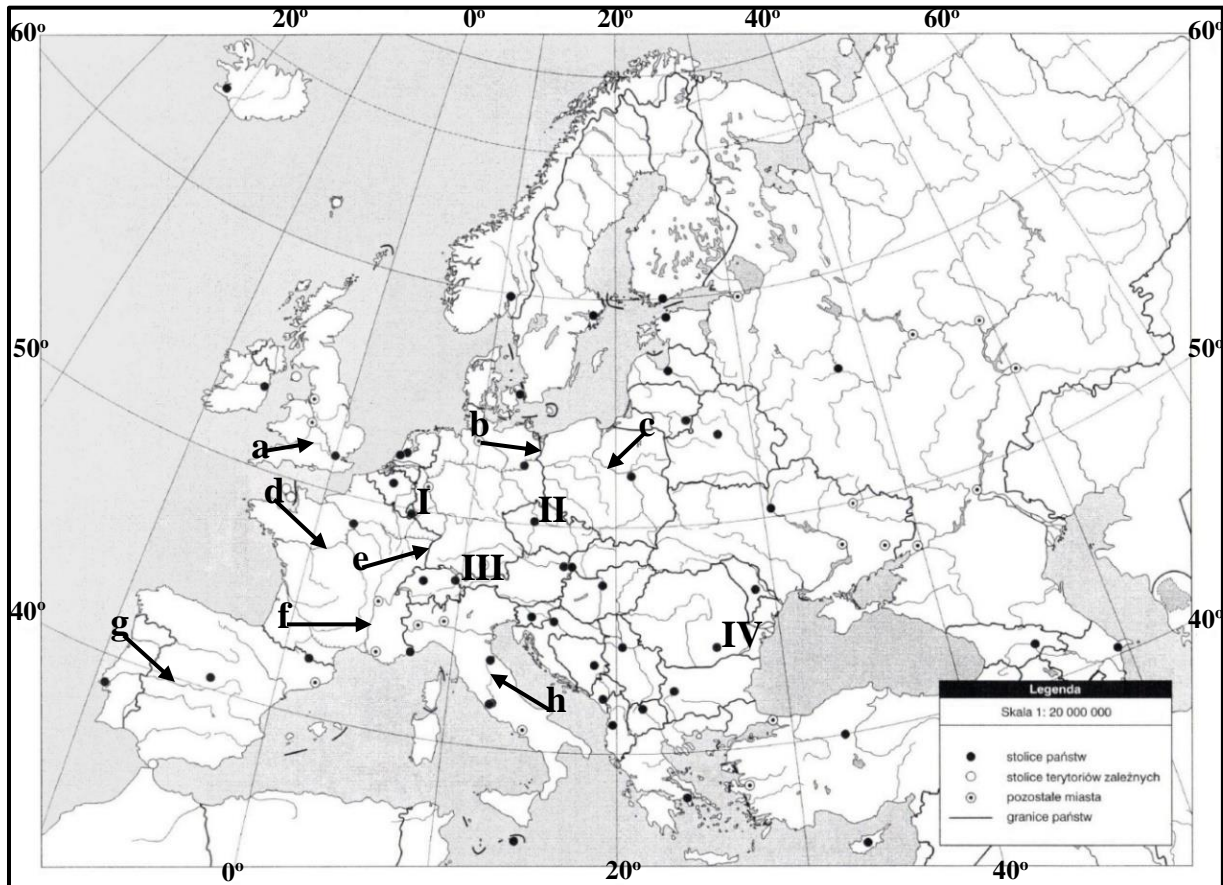 20º 0º 20º 40º 60º
60º 60º
50º 50º
b c
a
d
I
II
e
III
40º 40º
f
g
IV
h
Legenda
Skala 1: 20 000 000
stolice państw
stolice terytoriów zależnych
pozostałe miasta
granice państw
0º 20º 40º